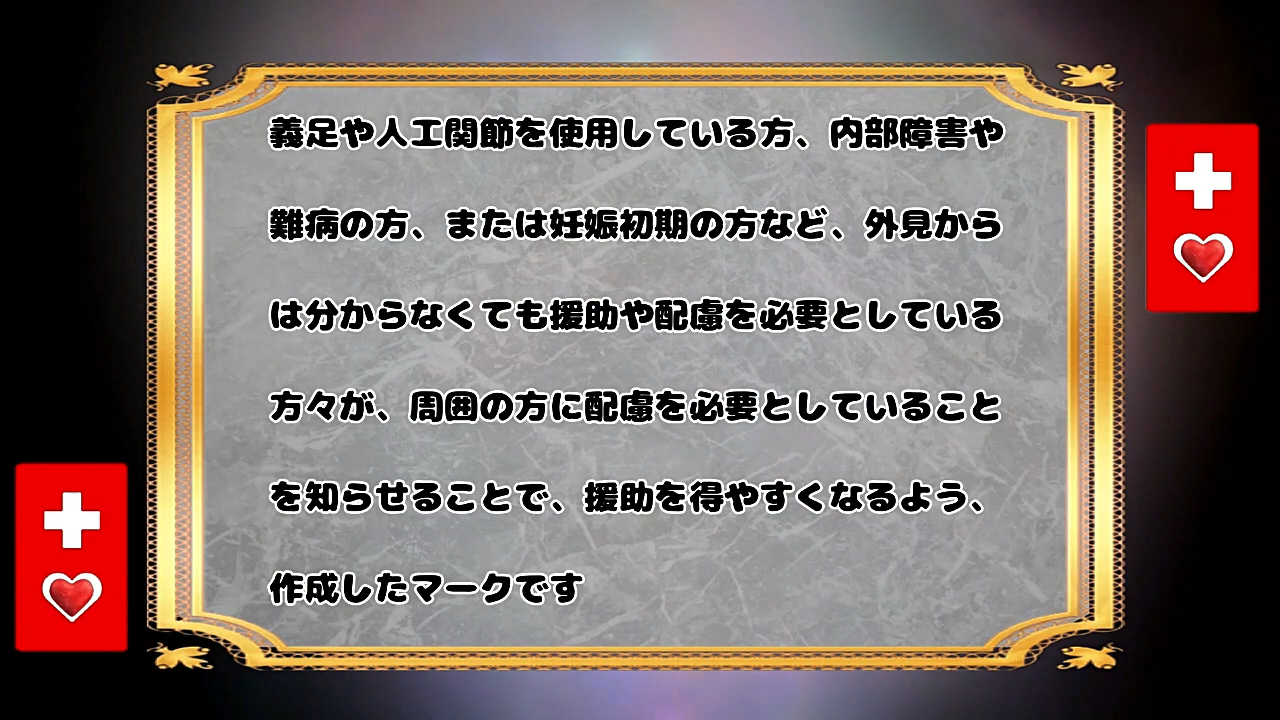 義足や人工関節を使用している方、内部障害や
難病の方、または妊娠初期の方など、外見から
は分からなくても援助や配慮を必要としている
方々が、周囲の方に配慮を必要としていること
を知らせることで、援助を得やすくなるよう、
作成したマークです